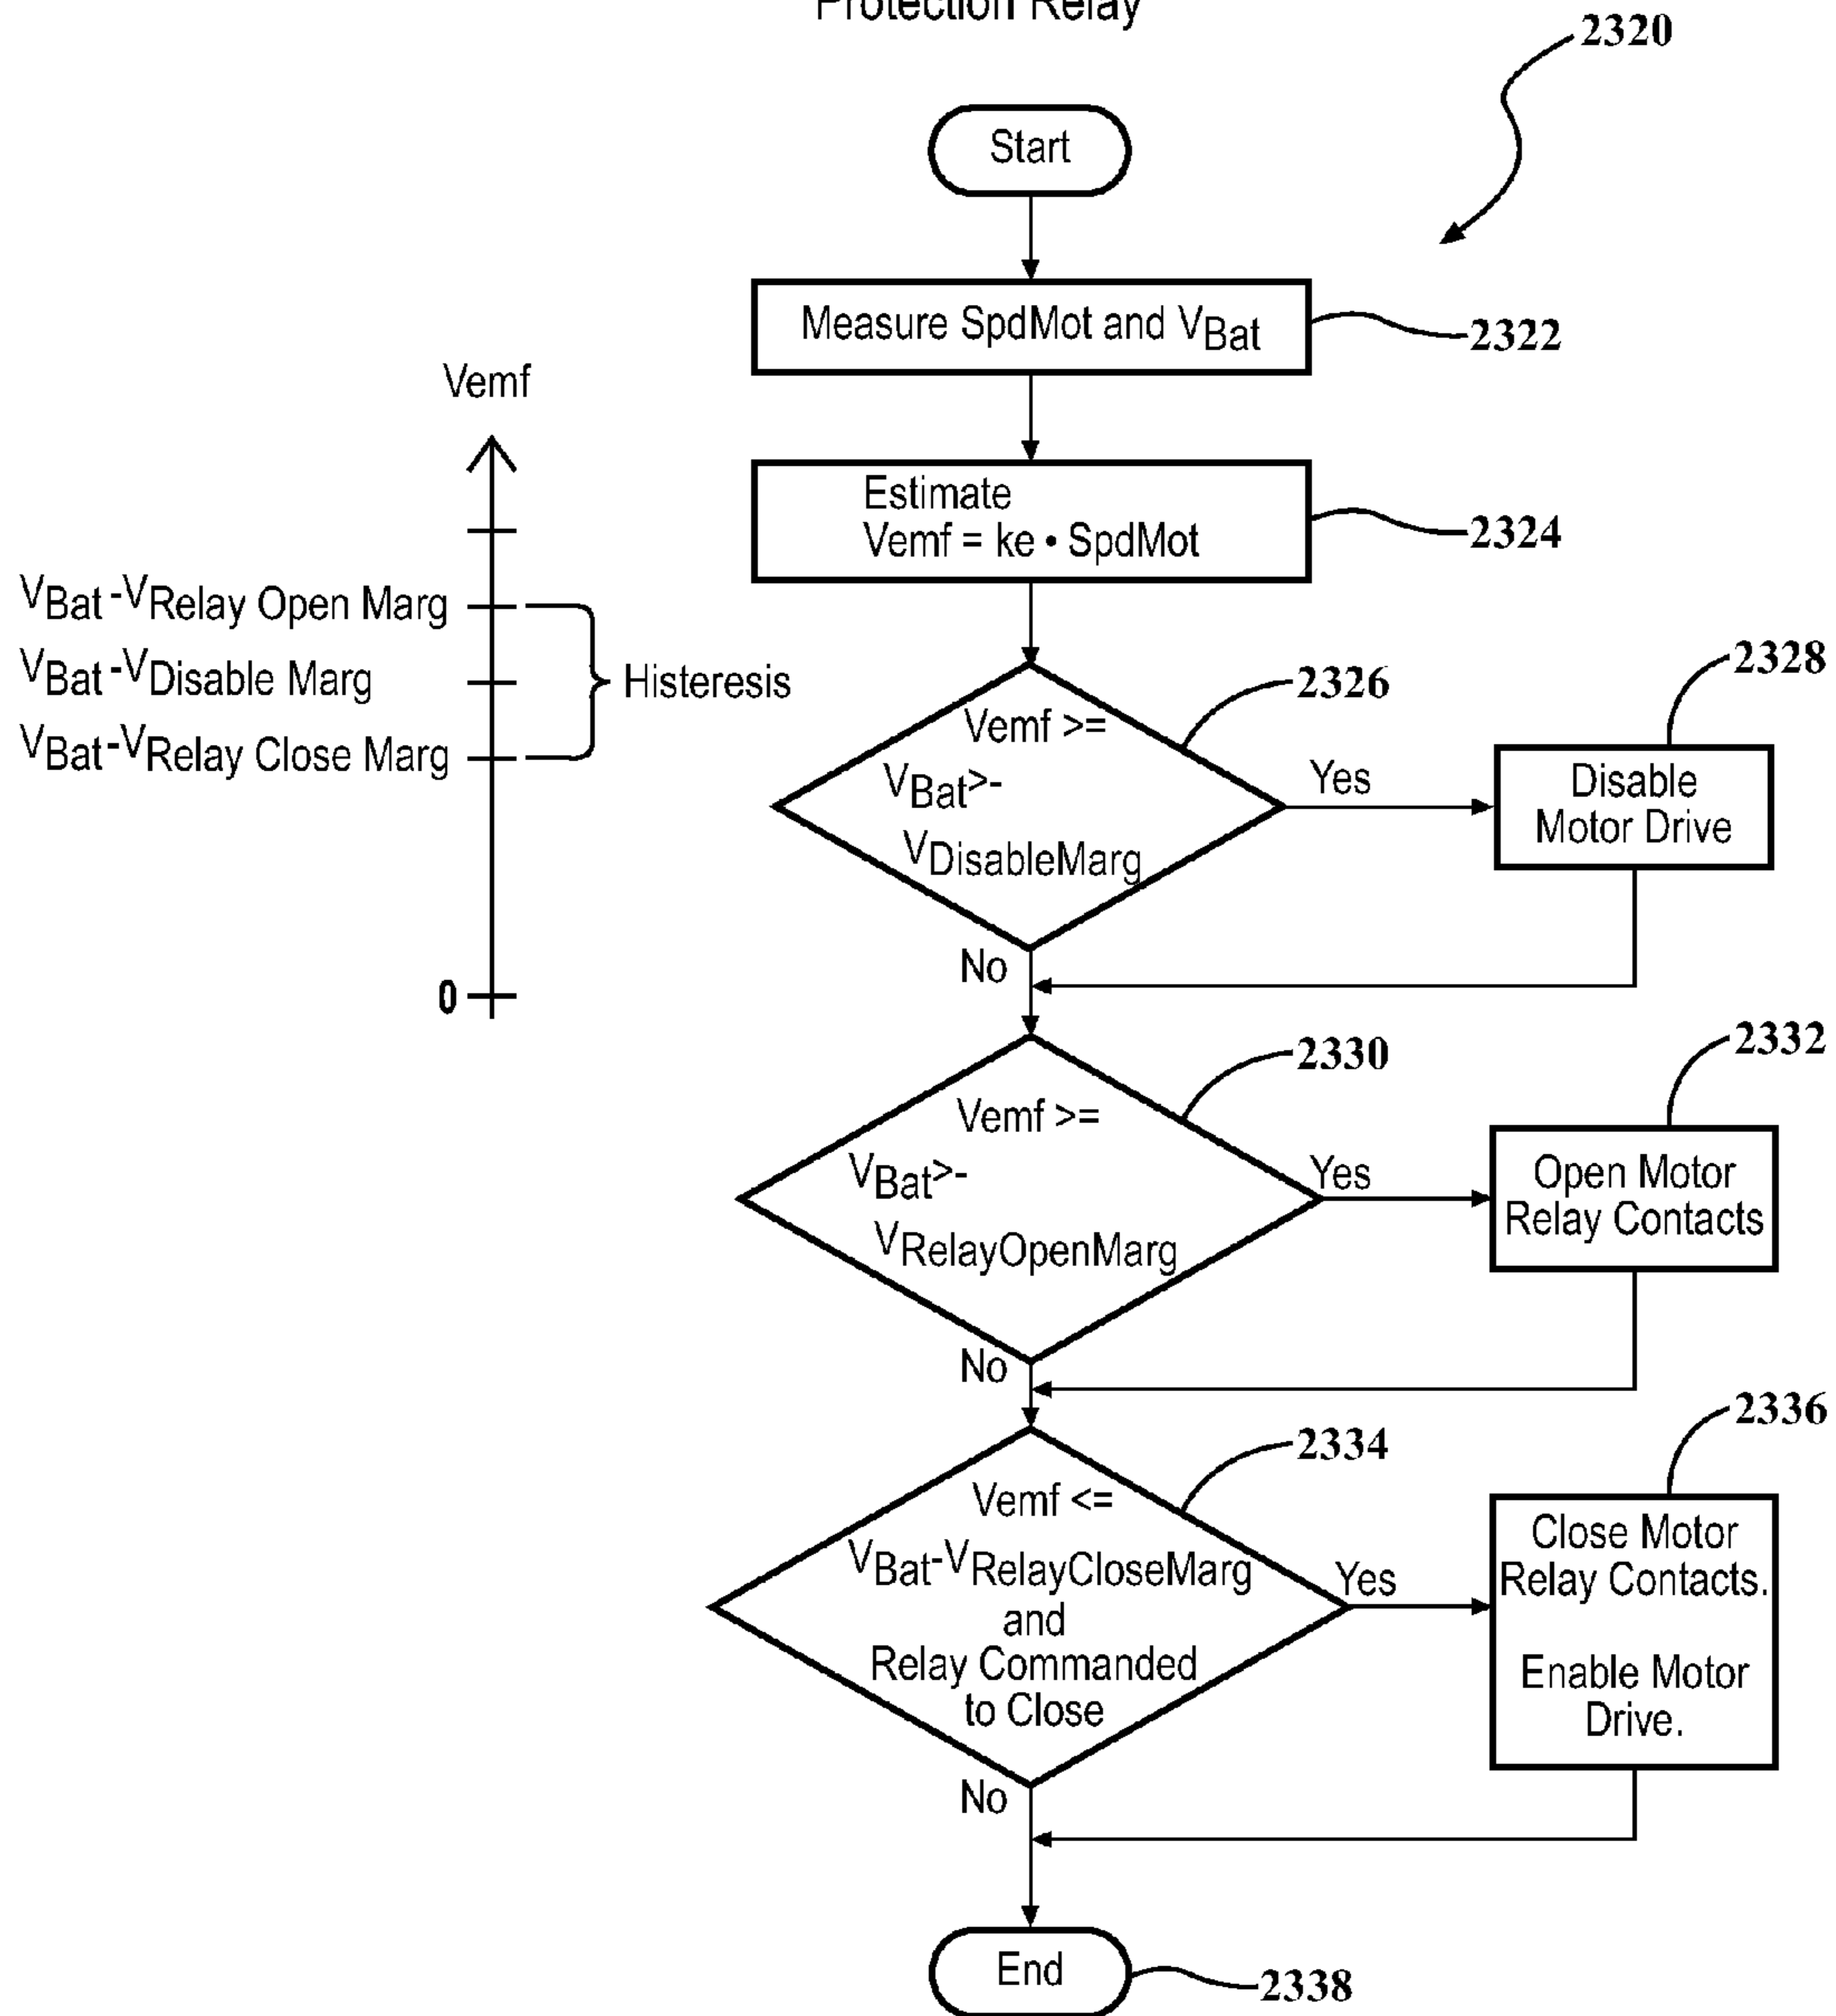 Protection Relay
2320
Start
Measure SpdMot and VBat
2322
Estimate
Vemf = ke • SpdMot
2324
Vemf
VBat -VRelay Open Marg
VBat -VDisable Marg
VBat-VRelay Close Marg
Histeresis
0
Vemf >=
VBat>-
VDisableMarg
2326
Yes
No
Disable
Motor Drive
2328
Vemf >=
VBat>-
VRelayOpenMarg
2330
Yes
No
Open Motor
Relay Contacts
2332
Vemf <=
VBat-VRelayCloseMarg
and
Relay Commanded
to Close
2334
Yes
No
Close Motor
Relay Contacts.
Enable Motor
Drive.
2336
End
2338